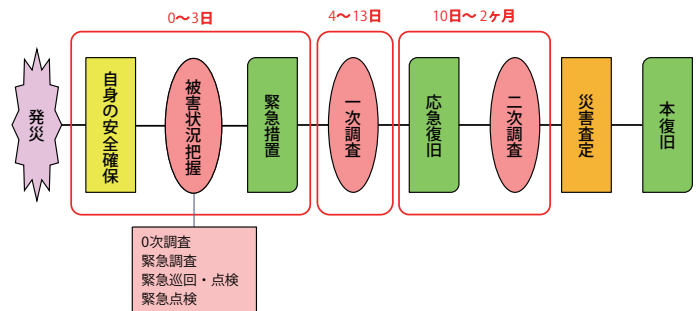 0～3日
4～13日
10日～2ヶ月
発災
自身の安全確保
被害状況把握
緊急措置
一次調査
応急復旧
二次調査
災害査定
本復旧
0次調査
緊急調査
緊急巡回・点検
緊急点検